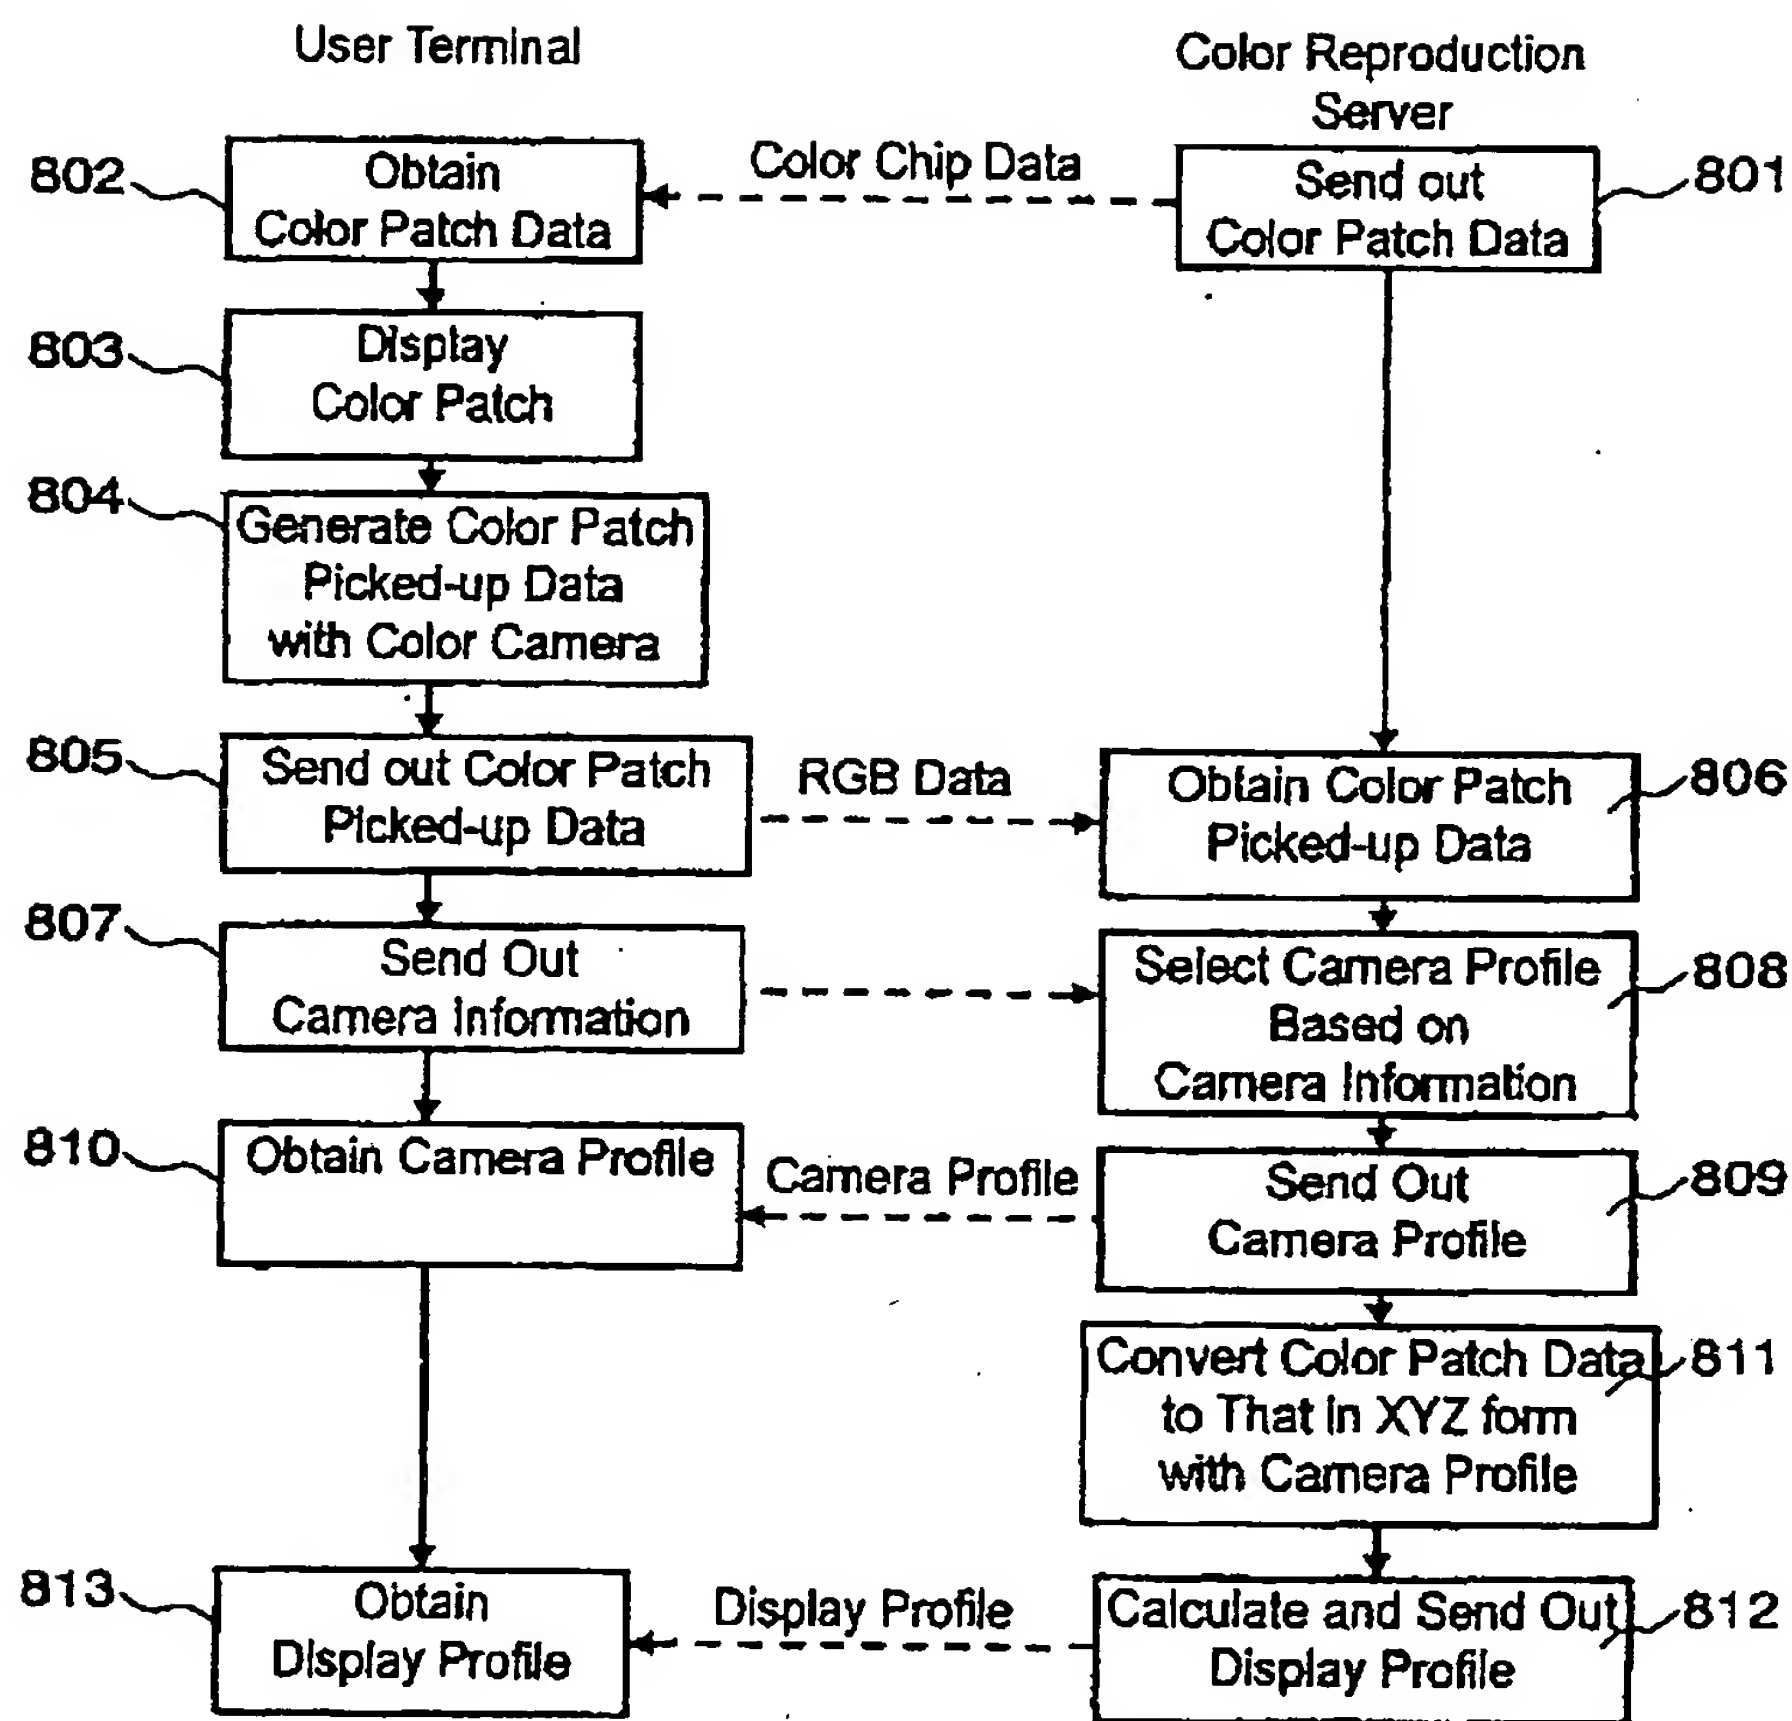 User Terminal
Color Reproduction
Server
802
Obtain
Color Patch Data
Color Chip Data
Send out
Color Patch Data
801
803
Display
Color Patch
804
Generate Color Patch
Picked-up Data
with Color Camera
805
Send out Color Patch
Picked-up Data
RGB Data
Obtain Color Patch
Picked-up Data
806
807
Send Out
Camera Information
Select Camera Profile
Based on
Camera Information
808
810
Obtain Camera Profile
Camera Profile
Send Out
Camera Profile
809
Convert Color Patch Data
to That in XYZ form
with Camera Profile
811
813
Obtain
Display Profile
Display Profile
Calculate and Send Out
Display Profile
812